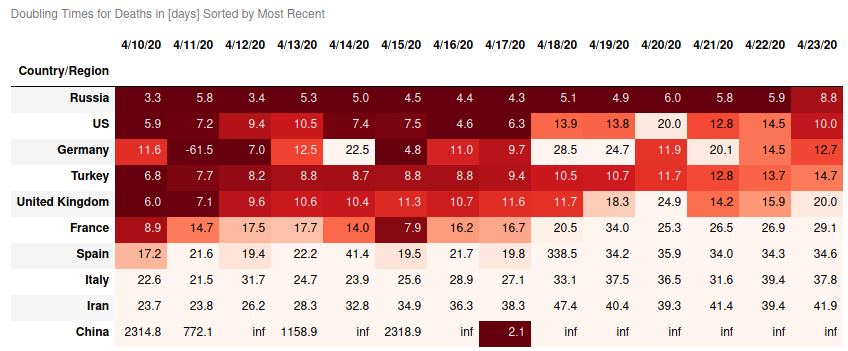 Doubling Times for Deaths in [days] Sorted by Most Recent
4/10/20 4/11/20 4/12/20 4/13/20 4/14/20 4/15/20 4/16/20 4/17/20 4/18/20 4/19/20 4/20/20 4/21/20 4/22/20 4/23/20
Country/Region
Russia 3.3 5.8 3.4 5.3 5.0 4.5 4.4 4.3 5.1 4.9 6.0 5.8 5.9 8.8
US 5.9 7.2 9.4 10.5 7.4 7.5 4.6 6.3 13.9 13.8 20.0 12.8 14.5 10.0
Germany 11.6 -61.5 7.0 12.5 22.5 4.8 11.0 9.7 28.5 24.7 11.9 20.1 14.5 12.7
Turkey 6.8 7.7 8.2 8.8 8.7 8.8 8.8 9.4 10.5 10.7 11.7 12.8 13.7 14.7
United Kingdom 6.0 7.1 9.6 10.6 10.4 11.3 10.7 11.6 11.7 18.3 24.9 14.2 15.9 20.0
France 8.9 14.7 17.5 17.7 14.0 7.9 16.2 16.7 20.5 34.0 25.3 26.5 26.9 29.1
Spain 17.2 21.6 19.4 22.2 41.4 19.5 21.7 19.8 338.5 34.2 35.9 34.0 34.3 34.6
Italy 22.6 21.5 31.7 24.7 23.9 25.6 28.9 27.1 33.1 37.5 36.5 31.6 39.4 37.8
Iran 23.7 23.8 26.2 28.3 32.8 34.9 36.3 38.3 47.4 40.4 39.3 41.4 39.4 41.9
China 2314.8 772.1 inf 1158.9 inf 2318.9 inf 2.1 inf inf inf inf inf inf